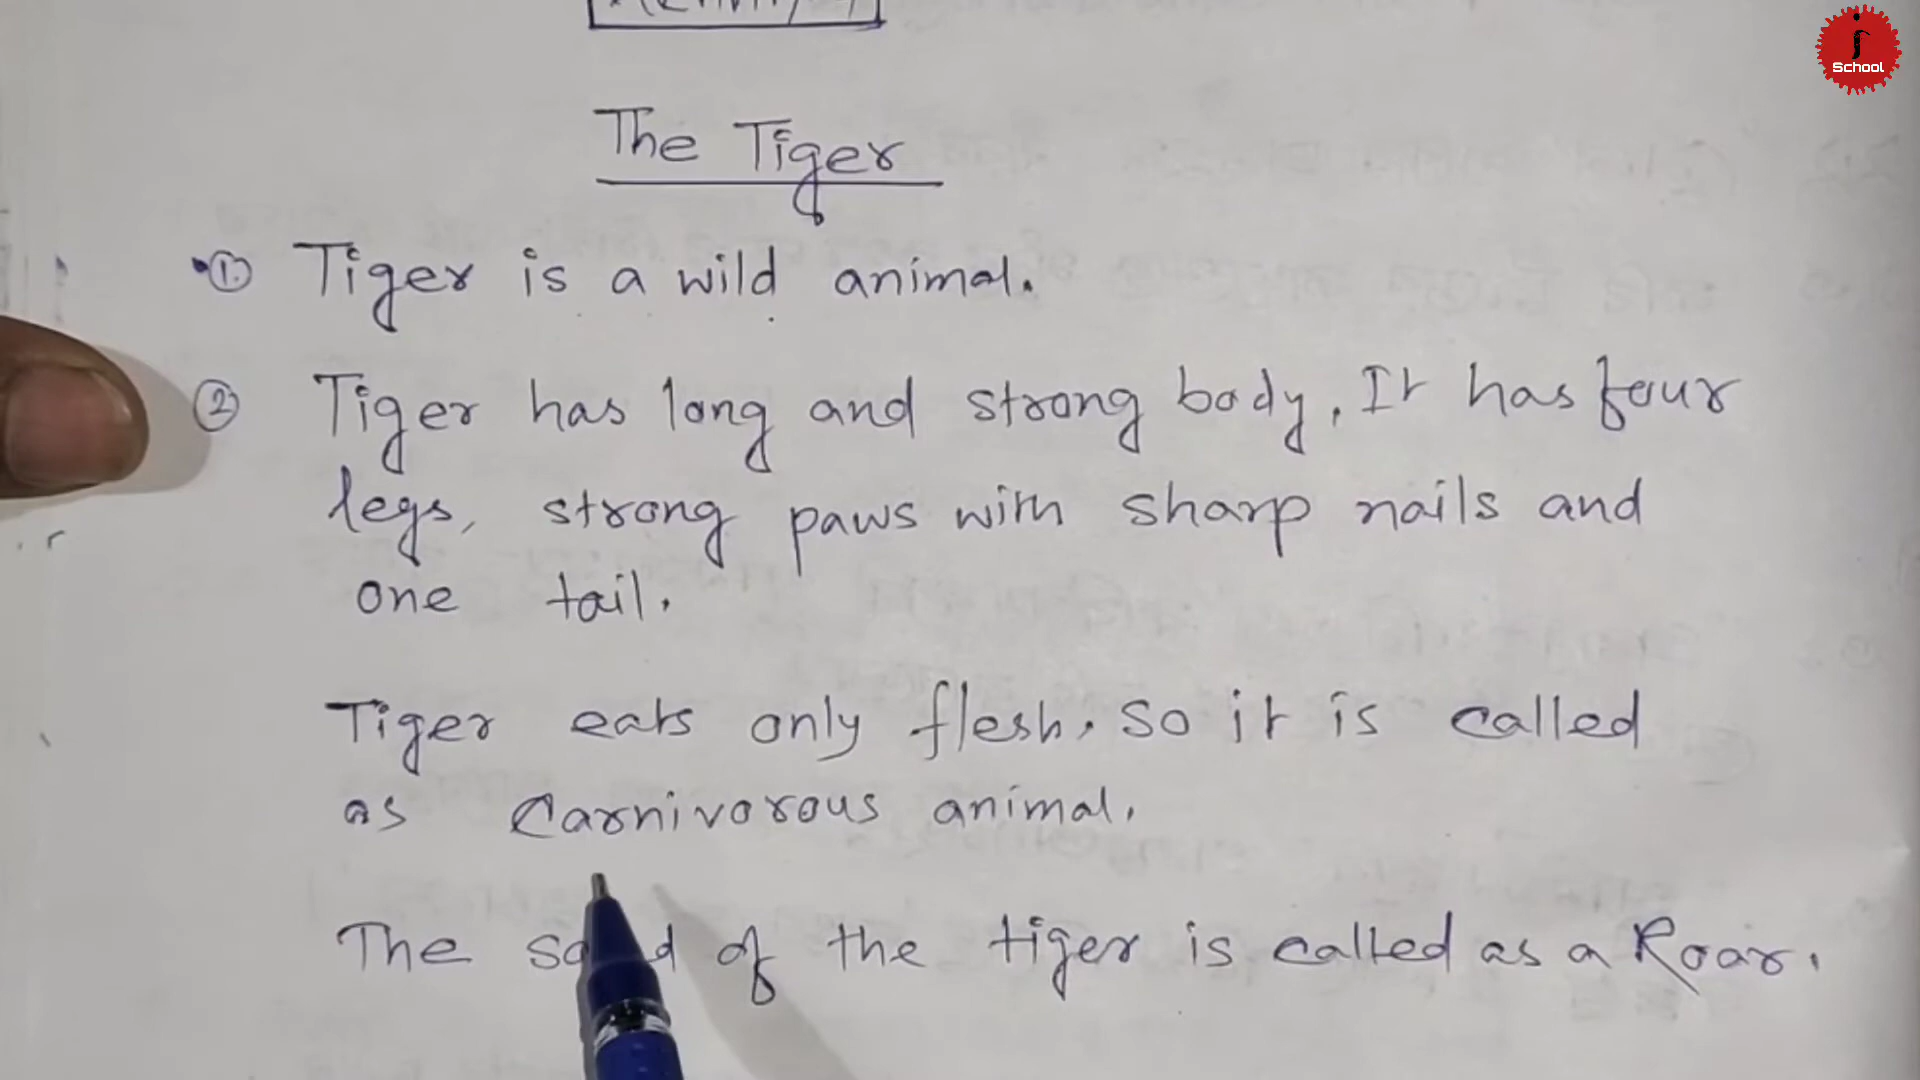 School
The Tiger
1. Tiger is a wild animal.
2 Tiger has long and strong body. It has four
legs, strong paws with sharp nails and
one tail.
Tiger eats only flesh. So it is called
as carnivorous animal.
The of the tiger is called as a Roar.